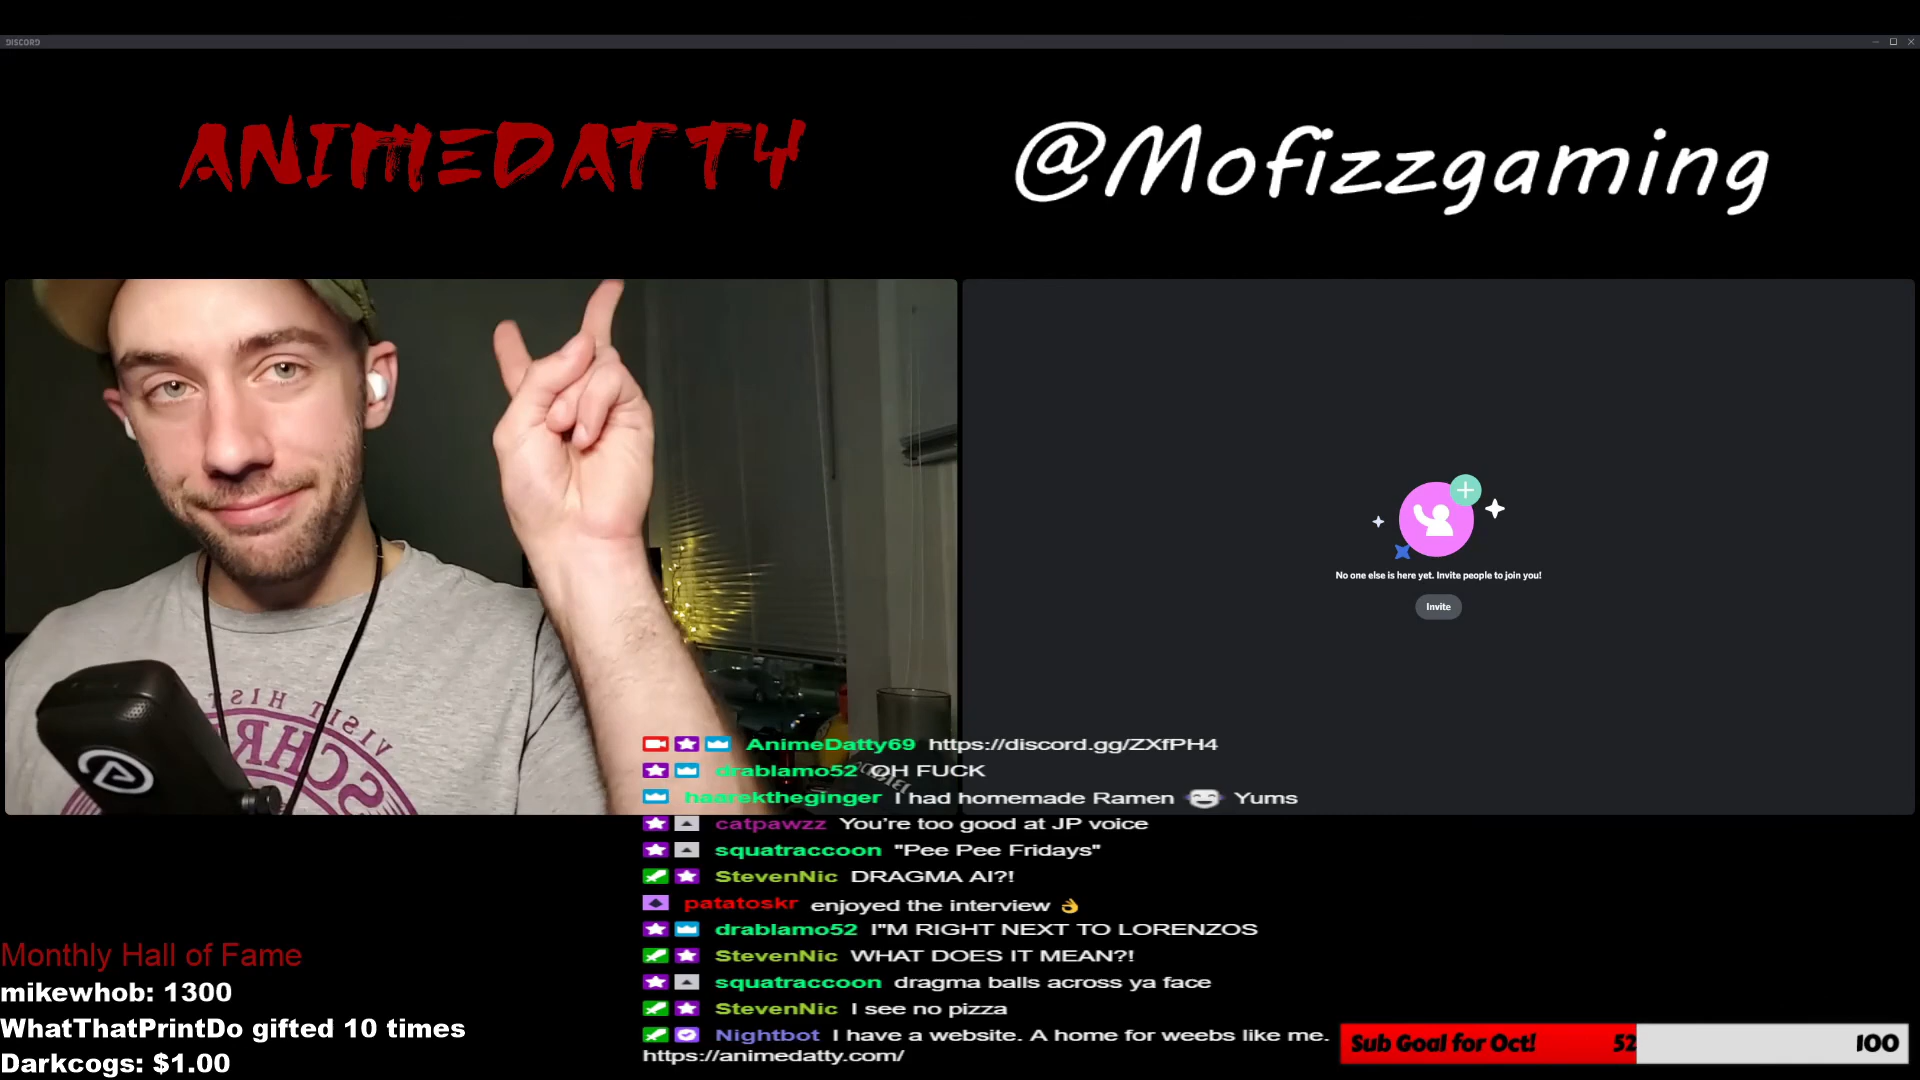 DISCORD
ANIMEDATTY
@Mofizzgaming
VISIT HIST
SCHR
No one else is here yet. Invite people to join you!
Invite
AnimeDatty69 https://discord.gg/ZXfPH4
drablamo52 OH FUCK
haarektheginger I had homemade Ramen Yums
catpawzz You're too good at JP voice
squatraccoon "Pee Pee Fridays"
StevenNic DRAGMA AI?!
patatoskr enjoyed the interview 👌
drablamo52 I"M RIGHT NEXT TO LORENZOS
StevenNic WHAT DOES IT MEAN?!
squatraccoon dragma balls across ya face
StevenNic I see no pizza
Nightbot I have a website. A home for weebs like me.
https://animedatty.com/
Monthly Hall of Fame
mikewhob: 1300
WhatThatPrintDo gifted 10 times
Darkcogs: $1.00
Sub Goal for Oct! 52 100